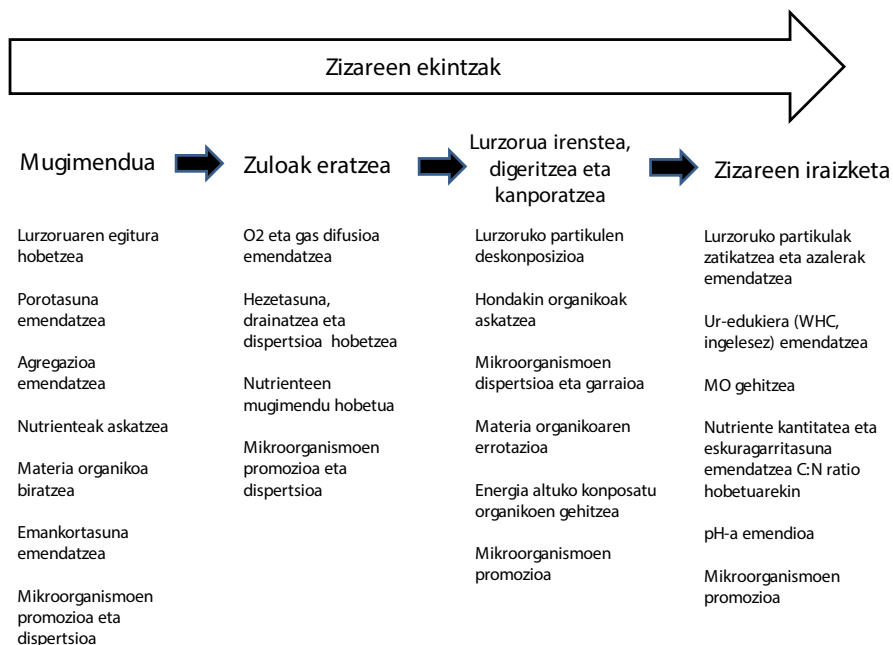 Zizareen ekintzak
Mugimendua
Zuloak eratzea
Lurzorua irenstea,
digeritzea eta
kanporatzea
Zizareen iraizketa
Lurzoruaren egitura
hobetzea
Porotasuna
emendatzea
Agregazioa
emendatzea
Nutrienteak askatzea
Materia organikoa
biratzea
Emankortasuna
emendatzea
Mikroorganismoen
promozioa eta
dispertsioa
O2 eta gas difusioa
emendatzea
Hezetasuna,
drainatzea eta
dispertsioa hobetzea
Nutrienteen
mugimendu hobetua
Mikroorganismoen
promozioa eta
dispertsioa
Lurzoruko partikulen
deskonposizioa
Hondakin organikoak
askatzea
Mikroorganismoen
dispertsioa eta garraioa
Materia organikoaren
errotazioa
Energia altuko konposatu
organikoen gehitzea
Mikroorganismoen
promozioa
Lurzoruko partikulak
zatikatzea eta azalerak
emendatzea
Ur-edukiera (WHC,
ingelesez) emendatzea
MO gehitzea
Nutriente kantitatea eta
eskuragarritasuna
emendatzea C:N ratio
hobetuarekin
pH-a emendioa
Mikroorganismoen
promozioa